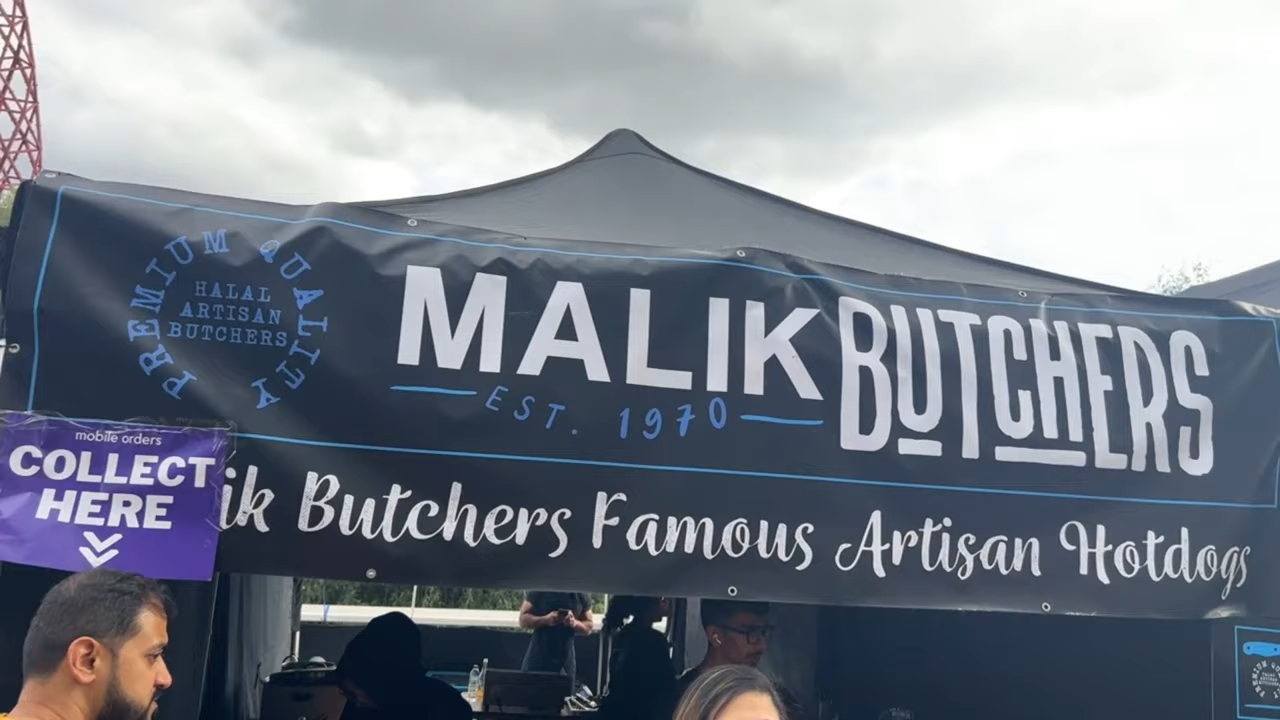 PREMIUM QUALITY
HALAL
ARTISAN
BUTCHERS
MALIK BUTCHERS
EST. 1970
mobile orders
COLLECT
HERE
ik Butchers Famous Artisan Hotdogs